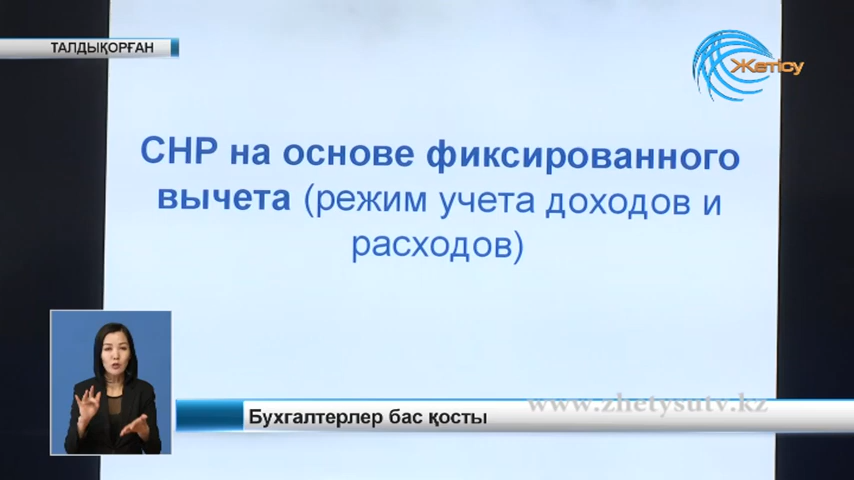 ТАЛДЫҚОРҒАН
Жетісу
СНР на основе фиксированного
вычета (режим учета доходов и
расходов)
www.zhetysutv.kz
Бухгалтерлер бас қосты